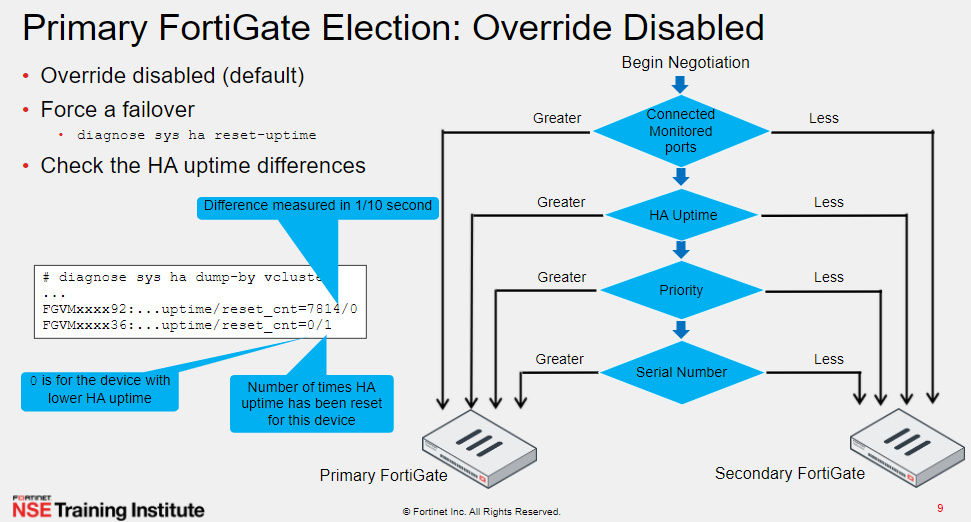 Primary FortiGate Election: Override Disabled
• Override disabled (default)
• Force a failover
• diagnose sys ha reset-uptime
• Check the HA uptime differences
Difference measured in 1/10 second
# diagnose sys ha dump-by vcluste
...
FGVMxxxx92:...uptime/reset_cnt=7814/0
FGVMxxxx36:...uptime/reset_cnt=0/1
0 is for the device with
lower HA uptime
Number of times HA
uptime has been reset
for this device
Begin Negotiation
Greater
Connected
Monitored
ports
Less
Greater
HA Uptime
Less
Greater
Priority
Less
Greater
Serial Number
Less
Primary FortiGate
Secondary FortiGate
FORTINET
NSE Training Institute
© Fortinet Inc. All Rights Reserved.
9